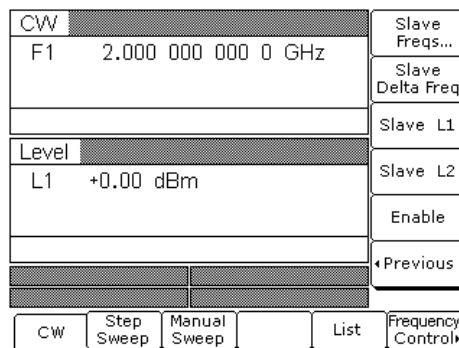 CW
F1 2.000 000 000 0 GHz
Level
L1 +0.00 dBm
Slave
Freqs...
Slave
Delta Freq
Slave L1
Slave L2
Enable
Previous
CW
Step
Sweep
Manual
Sweep
List
Frequency
Control